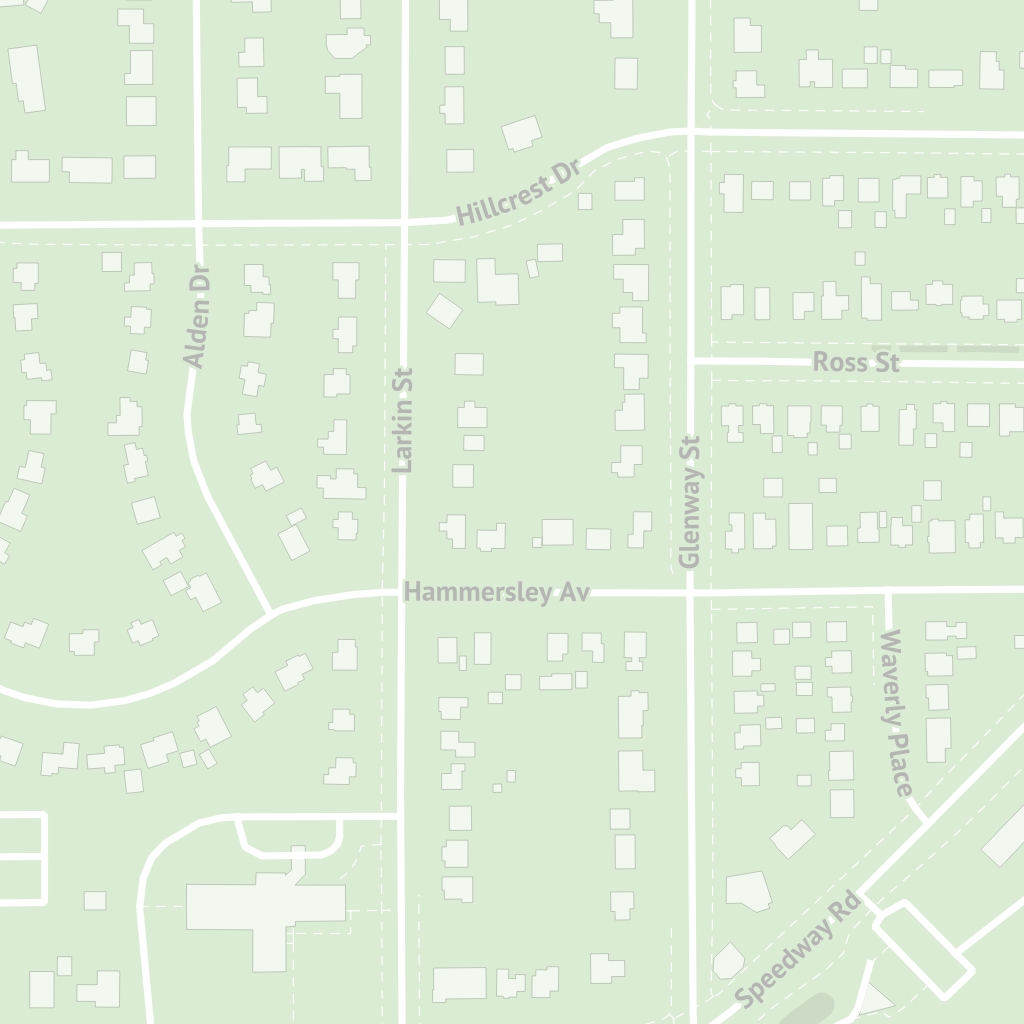 Hillcrest Dr
Alden Dr
Larkin St
Ross St
Glenway St
Hammersley Av
Waverly Place
Speedway Rd